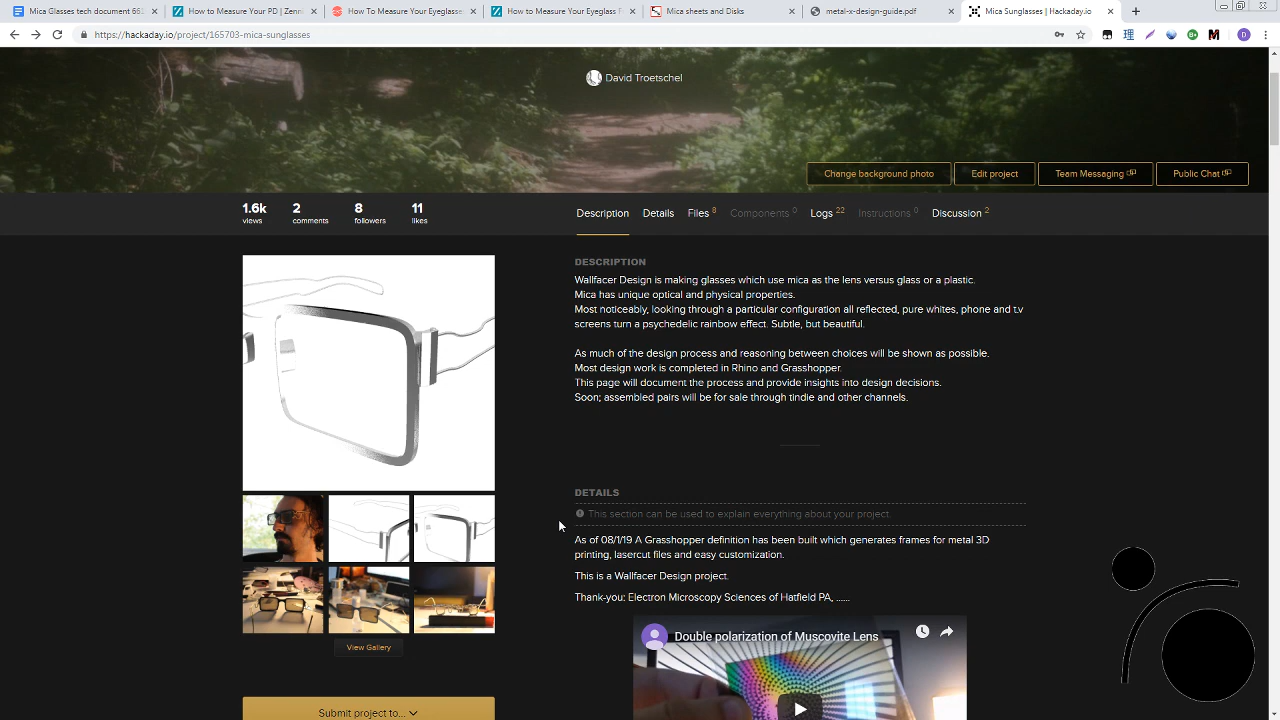 Mica Glasses tech document 661
How to Measure Your PD | Zenn
How To Measure Your Eyeglasse
How to Measure Your Eyeglass F
Mica sheets and Disks
metal-x-design-guide.pdf
Mica Sunglasses | Hackaday.io
https://hackaday.io/project/165703-mica-sunglasses
David Troetschel
Change background photo
Edit project
Team Messaging
Public Chat
1.6k 2 8 11
views comments followers likes
Description Details Files 8 Components 0 Logs 22 Instructions 0 Discussion 2
DESCRIPTION
Wallfacer Design is making glasses which use mica as the lens versus glass or a plastic.
Mica has unique optical and physical properties.
Most noticeably, looking through a particular configuration all reflected, pure whites, phone and t.v
screens turn a psychedelic rainbow effect. Subtle, but beautiful.
As much of the design process and reasoning between choices will be shown as possible.
Most design work is completed in Rhino and Grasshopper.
This page will document the process and provide insights into design decisions.
Soon; assembled pairs will be for sale through tindie and other channels.
DETAILS
This section can be used to explain everything about your project.
As of 08/1/19 A Grasshopper definition has been built which generates frames for metal 3D
printing, lasercut files and easy customization.
This is a Wallfacer Design project.
Thank-you: Electron Microscopy Sciences of Hatfield PA, ......
Double polarization of Muscovite Lens
View Gallery
Submit project to...